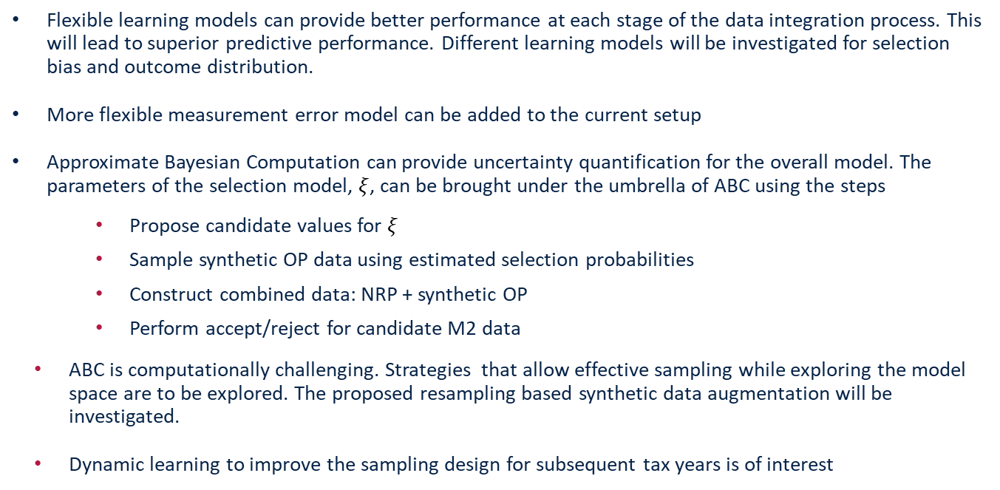 • Flexible learning models can provide better performance at each stage of the data integration process. This
will lead to superior predictive performance. Different learning models will be investigated for selection
bias and outcome distribution.
• More flexible measurement error model can be added to the current setup
• Approximate Bayesian Computation can provide uncertainty quantification for the overall model. The
parameters of the selection model, ξ, can be brought under the umbrella of ABC using the steps
• Propose candidate values for ξ
• Sample synthetic OP data using estimated selection probabilities
• Construct combined data: NRP + synthetic OP
• Perform accept/reject for candidate M2 data
• ABC is computationally challenging. Strategies that allow effective sampling while exploring the model
space are to be explored. The proposed resampling based synthetic data augmentation will be
investigated.
• Dynamic learning to improve the sampling design for subsequent tax years is of interest